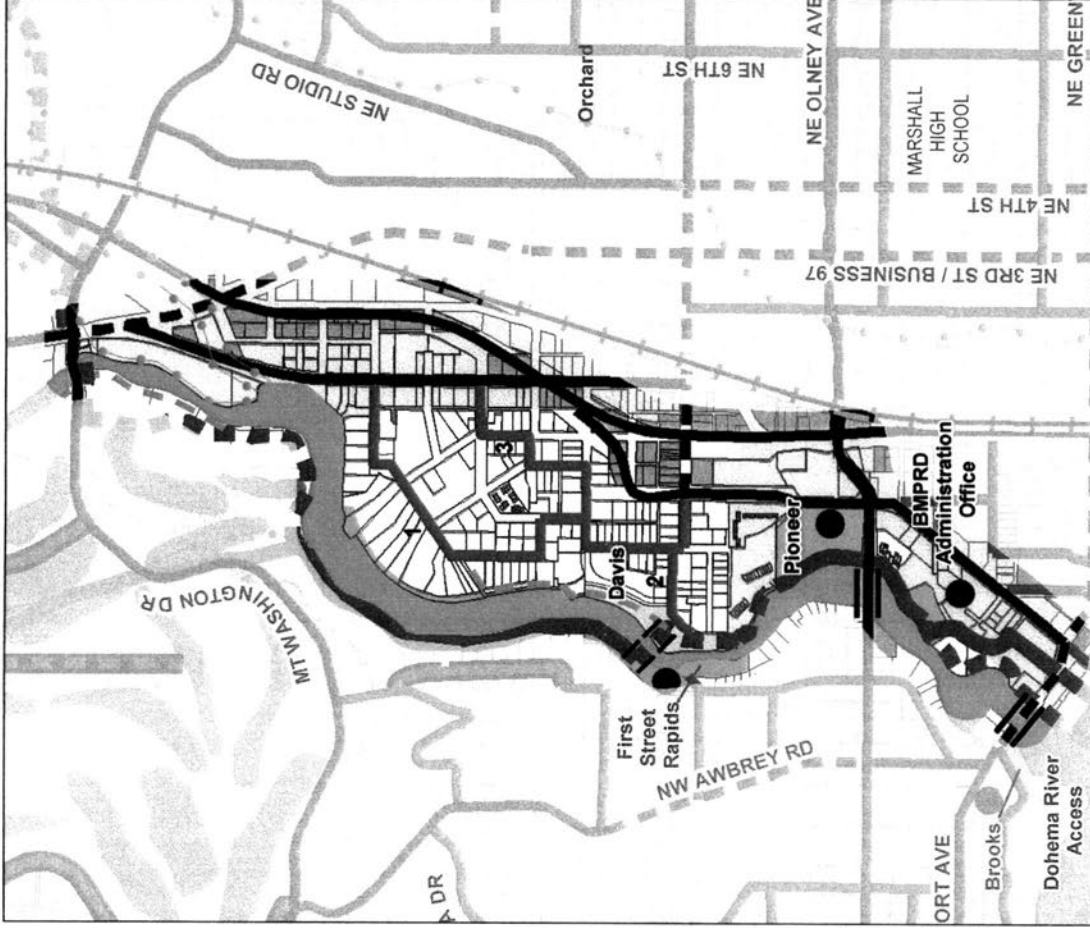 NE STUDIO RD
Orchard
NE 6TH ST
NE OLNEY AVE
MARSHALL
HIGH
SCHOOL
NE GREEN
NE 4TH ST
NE 3RD ST / BUSINESS 97
MT WASHINGTON DR
1
3
Davis
2
Pioneer
BMPRD
Administration
Office
First
Street
Rapids
NW AWBREY RD
DR
ORT AVE
Brooks
Dohema River
Access